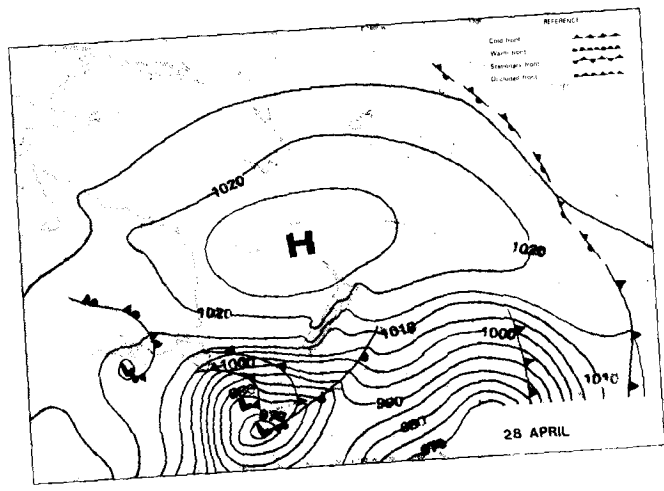 REFERENCE
Cold front
Warm front
Stationary front
Occluded front
1020
H
1020
1020
1010
1000
1000
1010
990
980
970
L
L
28 APRIL